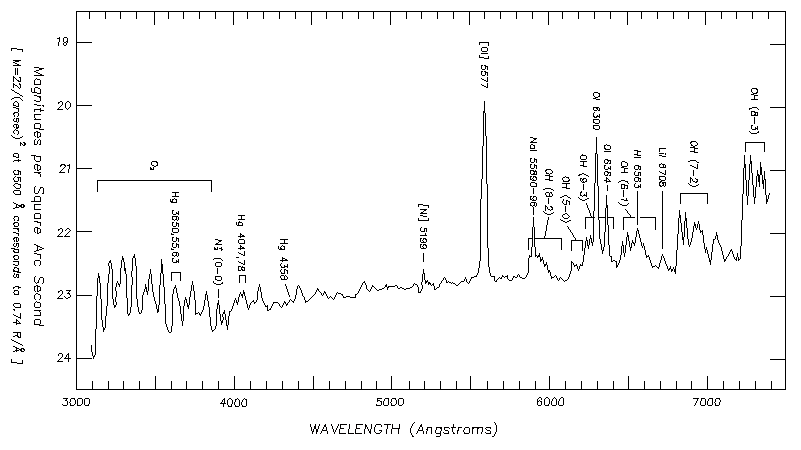 [ M=22/(arcsec)² at 5500 Å corresponds to 0.74 R/Å ]
Magnitudes per Square Arc Second
19
20
21
22
23
24
O₂
Hg 3650,55,63
N₂⁺ (0-0)
Hg 4047,78
Hg 4358
[NI] 5199
[OI] 5577
NaI 55890-96
OH (8-2)
OH (5-0)
OH (9-3)
OI 6300
OI 6364
OH (6-1)
HI 6563
LiI 6708
OH (7-2)
OH (8-3)
3000
4000
5000
6000
7000
WAVELENGTH (Angstroms)